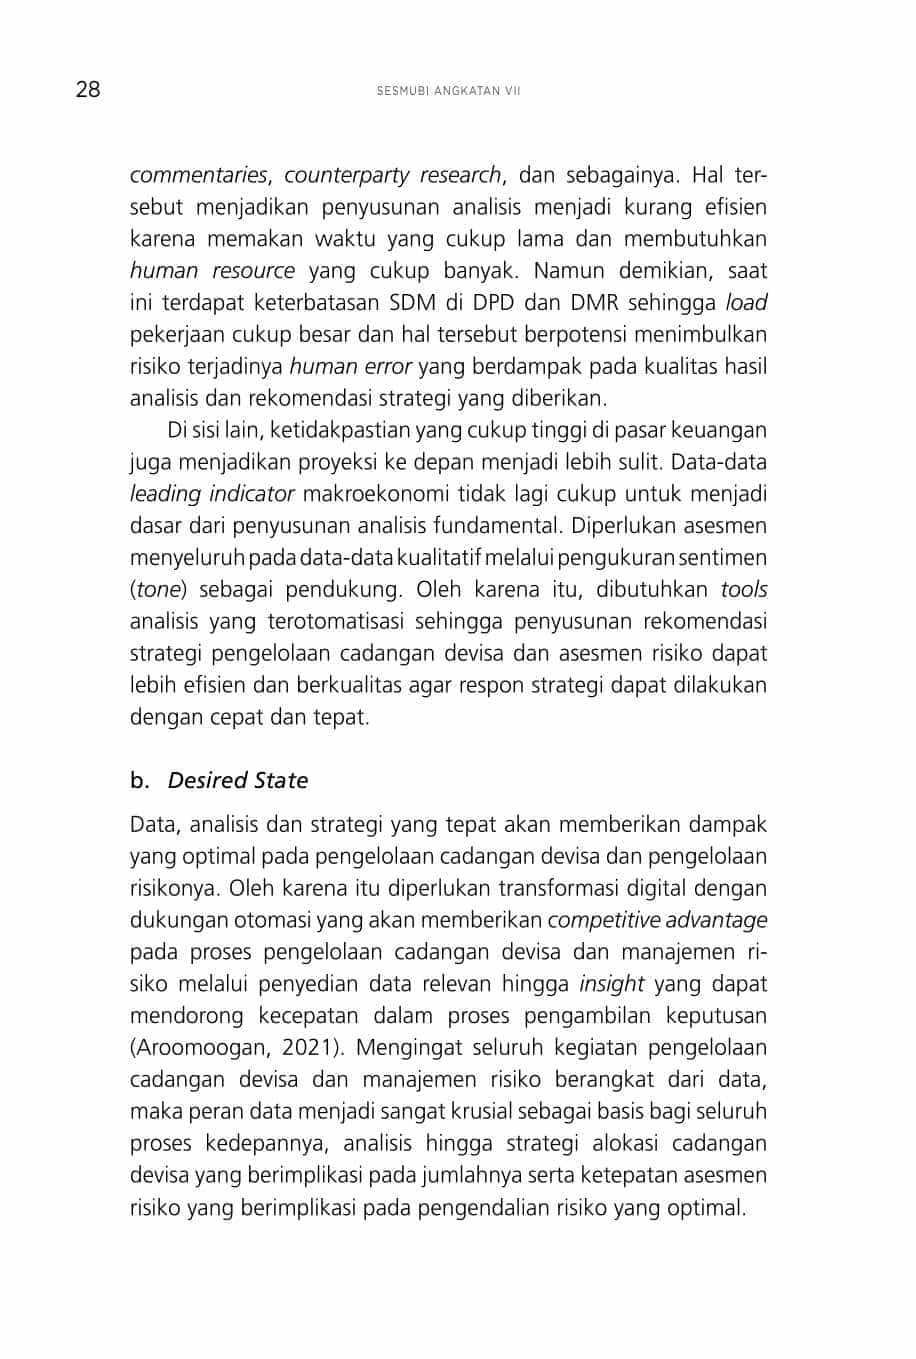 28
SESMUBI ANGKATAN VII
commentaries, counterparty research, dan sebagainya. Hal ter-
sebut menjadikan penyusunan analisis menjadi kurang efisien
karena memakan waktu yang cukup lama dan membutuhkan
human resource yang cukup banyak. Namun demikian, saat
ini terdapat keterbatasan SDM di DPD dan DMR sehingga load
pekerjaan cukup besar dan hal tersebut berpotensi menimbulkan
risiko terjadinya human error yang berdampak pada kualitas hasil
analisis dan rekomendasi strategi yang diberikan.
Di sisi lain, ketidakpastian yang cukup tinggi di pasar keuangan
juga menjadikan proyeksi ke depan menjadi lebih sulit. Data-data
leading indicator makroekonomi tidak lagi cukup untuk menjadi
dasar dari penyusunan analisis fundamental. Diperlukan asesmen
menyeluruh pada data-data kualitatif melalui pengukuran sentimen
(tone) sebagai pendukung. Oleh karena itu, dibutuhkan tools
analisis yang terotomatisasi sehingga penyusunan rekomendasi
strategi pengelolaan cadangan devisa dan asesmen risiko dapat
lebih efisien dan berkualitas agar respon strategi dapat dilakukan
dengan cepat dan tepat.
b. Desired State
Data, analisis dan strategi yang tepat akan memberikan dampak
yang optimal pada pengelolaan cadangan devisa dan pengelolaan
risikonya. Oleh karena itu diperlukan transformasi digital dengan
dukungan otomasi yang akan memberikan competitive advantage
pada proses pengelolaan cadangan devisa dan manajemen ri-
siko melalui penyedian data relevan hingga insight yang dapat
mendorong kecepatan dalam proses pengambilan keputusan
(Aroomoogan, 2021). Mengingat seluruh kegiatan pengelolaan
cadangan devisa dan manajemen risiko berangkat dari data,
maka peran data menjadi sangat krusial sebagai basis bagi seluruh
proses kedepannya, analisis hingga strategi alokasi cadangan
devisa yang berimplikasi pada jumlahnya serta ketepatan asesmen
risiko yang berimplikasi pada pengendalian risiko yang optimal.